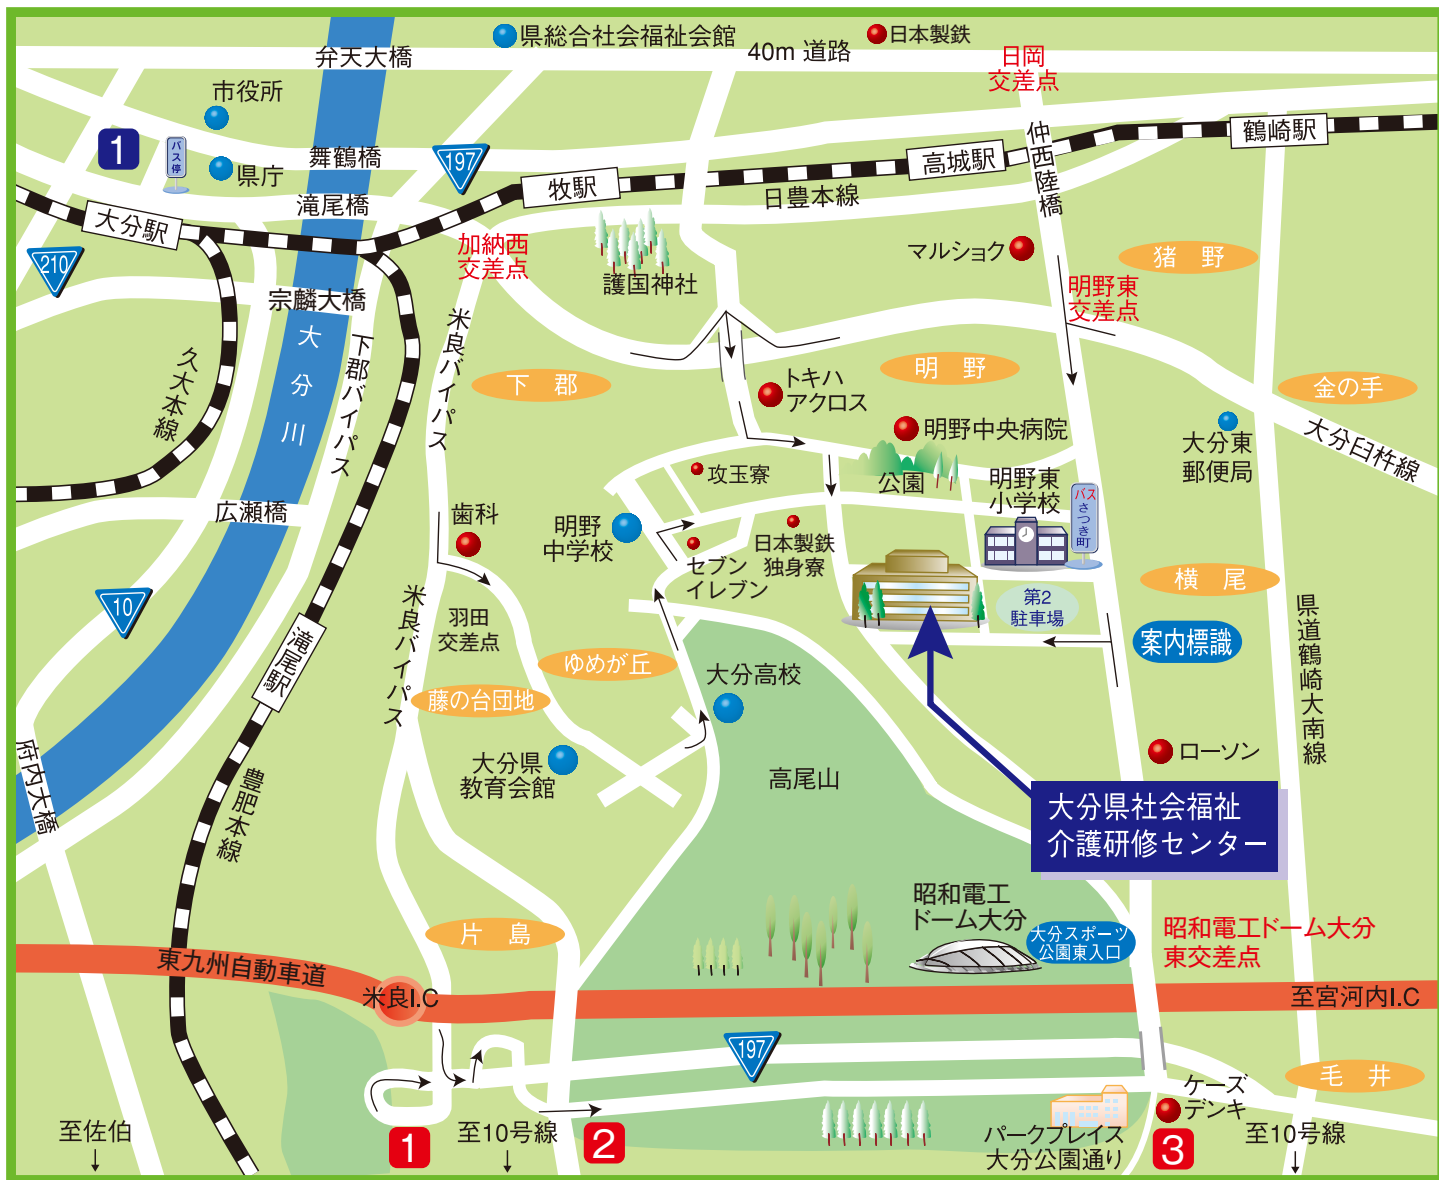 県総合社会福祉会館
日本製鉄
弁天大橋
40m 道路
日岡
交差点
市役所
1
バス停
県庁
舞鶴橋
197
牧駅
高城駅
仲西陸橋
鶴崎駅
大分駅
滝尾橋
日豊本線
210
加納西
交差点
護国神社
マルショク
猪 野
宗麟大橋
明野東
交差点
大分川
下郡バイパス
米良バイパス
久大本線
下 郡
トキハ
アクロス
明 野
金の手
明野中央病院
大分東
郵便局
大分臼杵線
攻玉寮
公園
明野東
小学校
バス
さつき町
広瀬橋
歯科
明野
中学校
セブン
イレブン
日本製鉄
独身寮
10
米良バイパス
羽田
交差点
第2
駐車場
横 尾
案内標識
県道鶴崎大南線
滝尾駅
ゆめが丘
藤の台団地
大分高校
大分県
教育会館
高尾山
ローソン
府内大橋
豊肥本線
大分県社会福祉
介護研修センター
昭和電工
ドーム大分
大分スポーツ
公園東入口
昭和電工ドーム大分
東交差点
片 島
東九州自動車道
米良I.C
至宮河内I.C
197
毛 井
ケーズ
デンキ
至佐伯
1
至10号線
2
パークプレイス
大分公園通り
3
至10号線